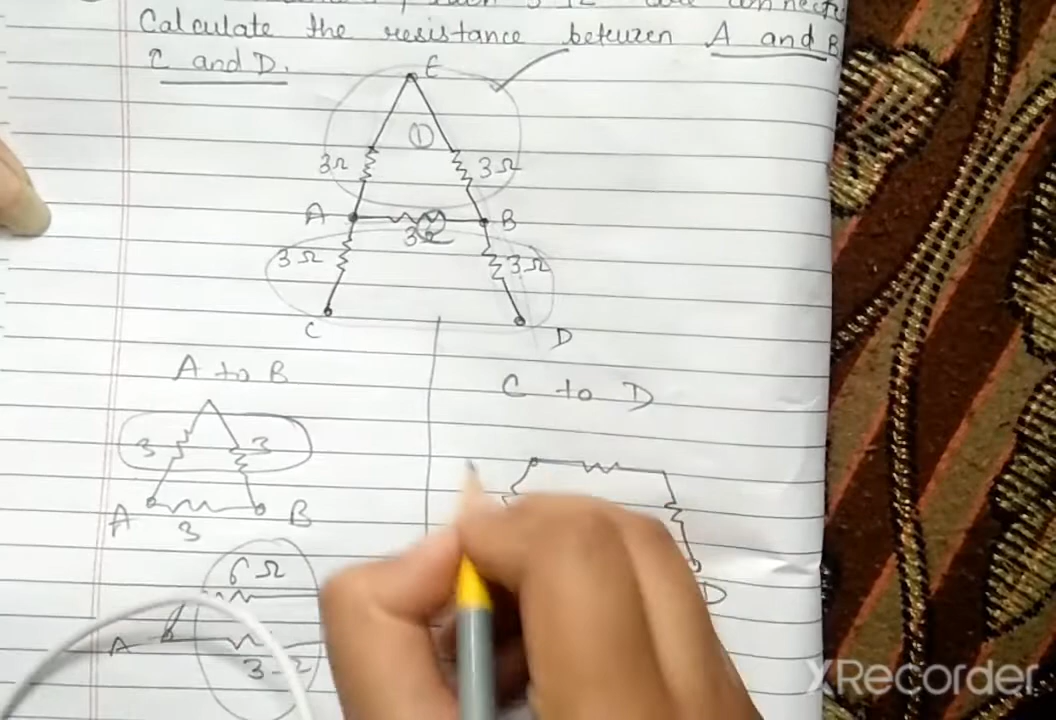 Calculate the resistance between A and B
C and D.
E
①
3Ω 3Ω
A B
3Ω
3Ω 3Ω
C D
A to B
C to D
3 3
A B
3
6Ω
D
A B
3Ω
XRecorder